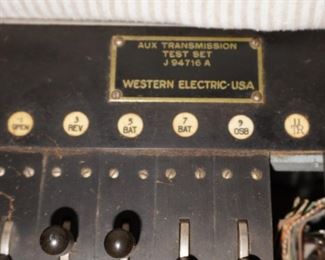 AUX TRANSMISSION
TEST SET
J 94716 A
WESTERN ELECTRIC·USA
OPEN
3
REV.
5
BAT
7
BAT
9
OSB
11
TR